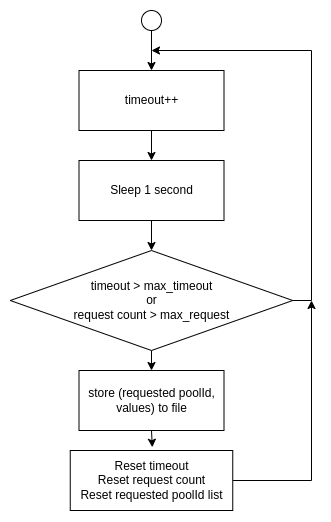 timeout++
Sleep 1 second
timeout > max_timeout
or
request count > max_request
store (requested poolId,
values) to file
Reset timeout
Reset request count
Reset requested poolId list